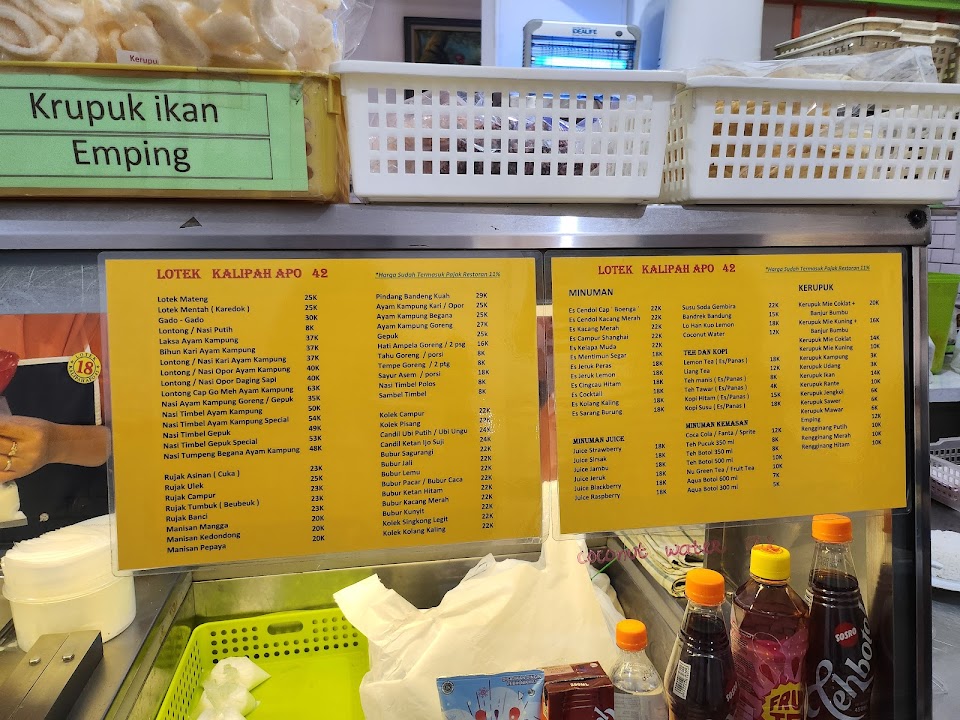 Kerupu
Krupuk ikan
Emping
IDEALIFE
LOTEK KALIPAH APO 42
*Harga Sudah Termasuk Pajak Restoran 11%
Lotek Mateng 25K
Lotek Mentah ( Karedok ) 25K
Gado - Gado 30K
Lontong / Nasi Putih 8K
Laksa Ayam Kampung 37K
Bihun Kari Ayam Kampung 37K
Lontong / Nasi Kari Ayam Kampung 37K
Lontong / Nasi Opor Ayam Kampung 40K
Lontong / Nasi Opor Daging Sapi 40K
Lontong Cap Go Meh Ayam Kampung 63K
Nasi Ayam Kampung Goreng / Gepuk 35K
Nasi Timbel Ayam Kampung 50K
Nasi Timbel Ayam Kampung Special 54K
Nasi Timbel Gepuk 49K
Nasi Timbel Gepuk Special 53K
Nasi Tumpeng Begana Ayam Kampung 48K
Rujak Asinan ( Cuka ) 23K
Rujak Ulek 25K
Rujak Campur 23K
Rujak Tumbuk ( Beubeuk ) 23K
Rujak Banci 23K
Manisan Mangga 20K
Manisan Kedondong 20K
Manisan Pepaya 20K
Pindang Bandeng Kuah 29K
Ayam Kampung Kari / Opor 25K
Ayam Kampung Begana 25K
Ayam Kampung Goreng 27K
Gepuk 25k
Hati Ampela Goreng / 2 psg 16K
Tahu Goreng / porsi 8K
Tempe Goreng / 2 ptg 8K
Sayur Asem / porsi 18K
Nasi Timbel Polos 8K
Sambel Timbel 8K
Kolek Campur 22K
Kolek Pisang 22K
Candil Ubi Putih / Ubi Ungu 24K
Candil Ketan Ijo Suji 24K
Bubur Sagurangi 22K
Bubur Jali 22K
Bubur Lemu 22K
Bubur Pacar / Bubur Caca 22K
Bubur Ketan Hitam 22K
Bubur Kacang Merah 22K
Bubur Kunyit 22K
Kolek Singkong Legit 22K
Kolek Kolang Kaling 22K
LOTEK KALIPAH APO 42
*Harga Sudah Termasuk Pajak Restoran 11%
MINUMAN
Es Cendol Cap ' Boenga ' 22K
Es Cendol Kacang Merah 22K
Es Kacang Merah 22K
Es Campur Shanghai 22K
Es Kelapa Muda 22K
Es Mentimun Segar 18K
Es Jeruk Peras 18K
Es Jeruk Lemon 18K
Es Cingcau Hitam 18K
Es Cocktail 18K
Es Kolang Kaling 18K
Es Sarang Burung 18K
MINUMAN JUICE
Juice Strawberry 18K
Juice Sirsak 18K
Juice Jambu 18K
Juice Jeruk 18K
Juice Blackberry 18K
Juice Raspberry 18K
Susu Soda Gembira 22K
Bandrek Bandung 15K
Lo Han Kuo Lemon 18K
Coconut Water 12K
TEH DAN KOPI
Lemon Tea ( Es/Panas ) 18K
Liang Tea 12K
Teh manis ( Es/Panas ) 8K
Teh Tawar ( Es/Panas ) 4K
Kopi Hitam ( Es/Panas ) 15K
Kopi Susu ( Es/Panas ) 18K
MINUMAN KEMASAN
Coca Cola / Fanta / Sprite 12K
Teh Pucuk 350 ml 8K
Teh Botol 350 ml 8K
Teh Botol 500 ml 10K
Nu Green Tea / Fruit Tea 10K
Aqua Botol 600 ml 7K
Aqua Botol 300 ml 5K
KERUPUK
Kerupuk Mie Coklat + 20K
Banjur Bumbu
Kerupuk Mie Kuning + 16K
Banjur Bumbu
Kerupuk Mie Coklat 14K
Kerupuk Mie Kuning 10K
Kerupuk Kampung 3K
Kerupuk Udang 3K
Kerupuk Ikan 14K
Kerupuk Kante 10K
Kerupuk Jengkol 6K
Kerupuk Sawer 6K
Kerupuk Mawar 6K
Emping 12K
Rengginang Putih 10K
Rengginang Merah 10K
Rengginang Hitam 10K
18
coconut water
SOSRO
Tehbotol
FRUIT